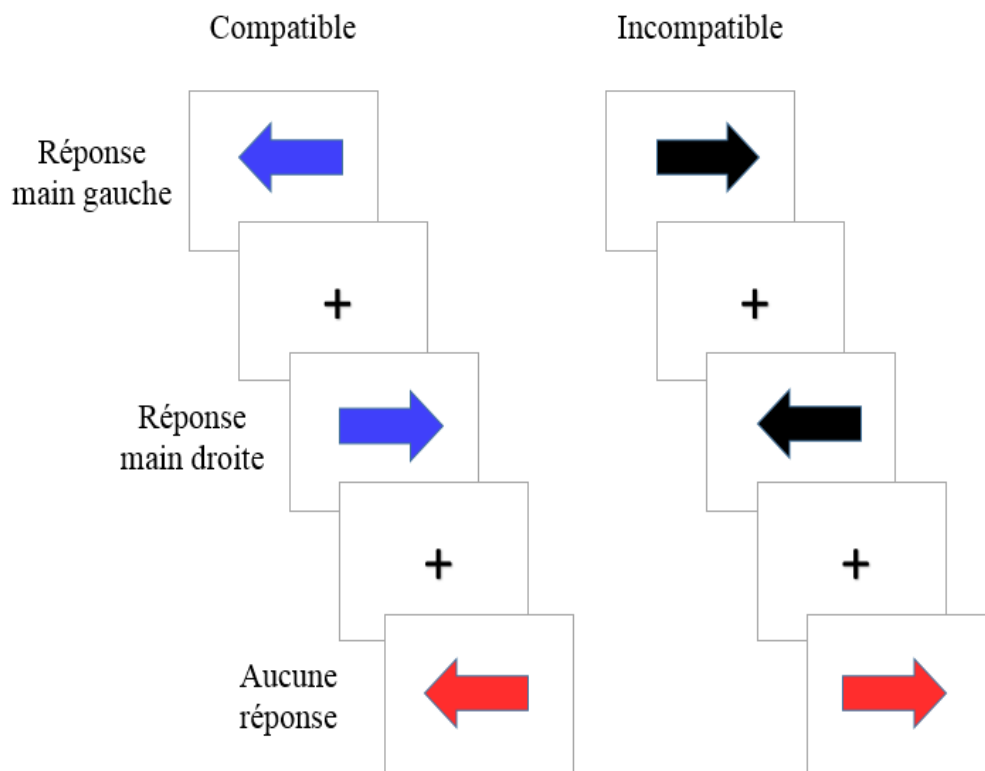 Compatible
Incompatible
Réponse
main gauche
+
+
Réponse
main droite
+
+
Aucune
réponse